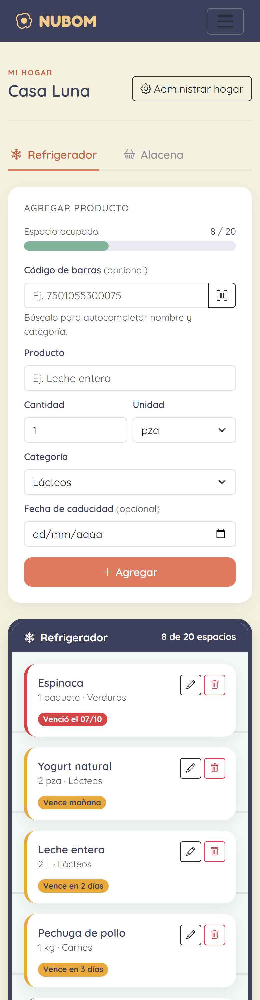 NUBOM
MI HOGAR
Casa Luna
Administrar hogar
Refrigerador
Alacena
AGREGAR PRODUCTO
Espacio ocupado
8 / 20
Código de barras (opcional)
Ej. 7501055300075
Búscalo para autocompletar nombre y
categoría.
Producto
Ej. Leche entera
Cantidad
Unidad
1
pza
Categoría
Lácteos
Fecha de caducidad (opcional)
dd/mm/aaaa
Agregar
Refrigerador
8 de 20 espacios
Espinaca
1 paquete · Verduras
Venció el 07/10
Yogurt natural
2 pza · Lácteos
Vence mañana
Leche entera
2 L · Lácteos
Vence en 2 días
Pechuga de pollo
1 kg · Carnes
Vence en 3 días